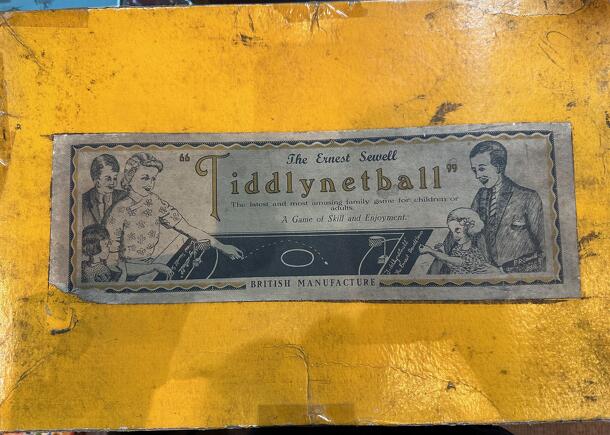 The Ernest Sewell
"Tiddlynetball"
The latest and most amusing family game for children or
adults.
A Game of Skill and Enjoyment.
BRITISH MANUFACTURE